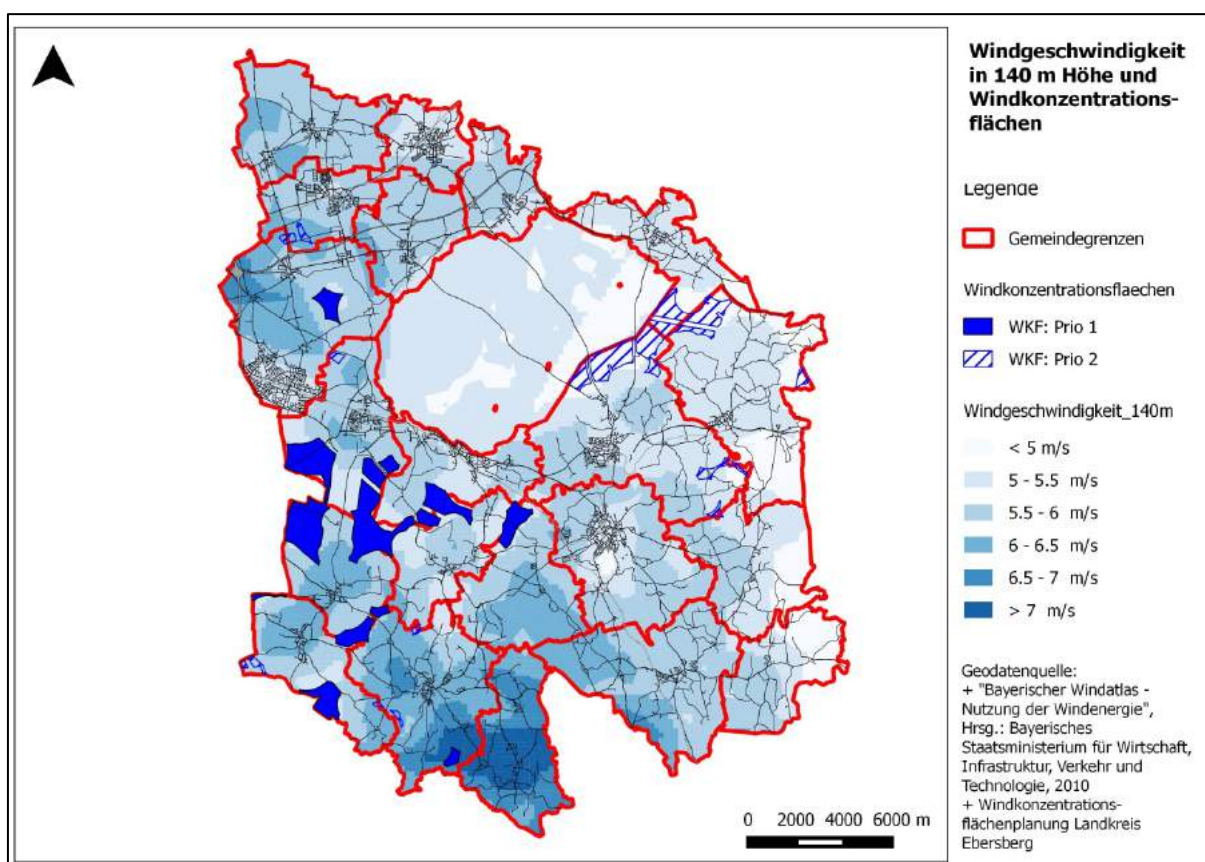 Windgeschwindigkeit
in 140 m Höhe und
Windkonzentrations-
flächen
Legende
Gemeindegrenzen
Windkonzentrationsflaechen
WKF: Prio 1
WKF: Prio 2
Windgeschwindigkeit_140m
< 5 m/s
5 - 5.5 m/s
5.5 - 6 m/s
6 - 6.5 m/s
6.5 - 7 m/s
> 7 m/s
Geodatenquelle:
+ "Bayerischer Windatlas -
Nutzung der Windenergie",
Hrsg.: Bayerisches
Staatsministerium für Wirtschaft,
Infrastruktur, Verkehr und
Technologie, 2010
+ Windkonzentrations-
flächenplanung Landkreis
Ebersberg
0 2000 4000 6000 m